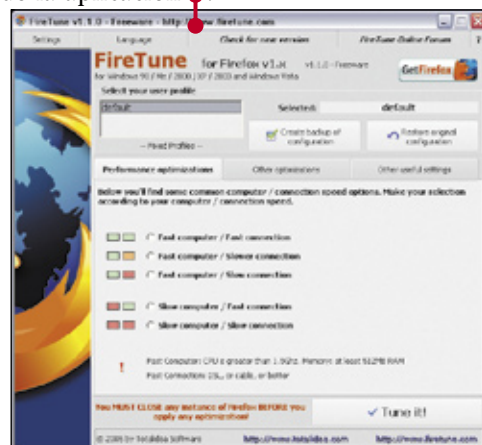 de la aplicación
FireTune v1.1.0 - Freeware - http://www.firetune.com
Settings Language Check for new version FireTune Online Forum ?
FireTune for Firefox v1.x v1.1.0 - Freeware
for Windows 98 / Me / 2000 / XP / 2003 and Windows Vista
GetFirefox
Select your user profile
default
Selected: default
-- Read Profiles --
Create backup of configuration
Restore original configuration
Performance optimizations Other optimizations Other useful settings
Below you'll find some common computer / connection speed options. Make your selection
according to your computer / connection speed.
Fast computer / Fast connection
Fast computer / Slower connection
Fast computer / Slow connection
Slow computer / Fast connection
Slow computer / Slow connection
! Fast Computer: CPU is greater than 1.5Ghz. Memory: at least 512MB RAM
Fast Connection: DSL, or cable, or better
You MUST CLOSE any instance of Firefox BEFORE you
apply any optimization!
Tune it!
© 2005 by Totalidea Software http://www.totalidea.com http://www.firetune.com